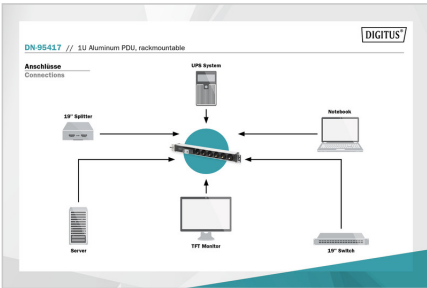 DIGITUS®
DN-95417 // 1U Aluminum PDU, rackmountable
Anschlüsse
Connections
UPS System
19" Splitter
Notebook
Server
TFT Monitor
19" Switch